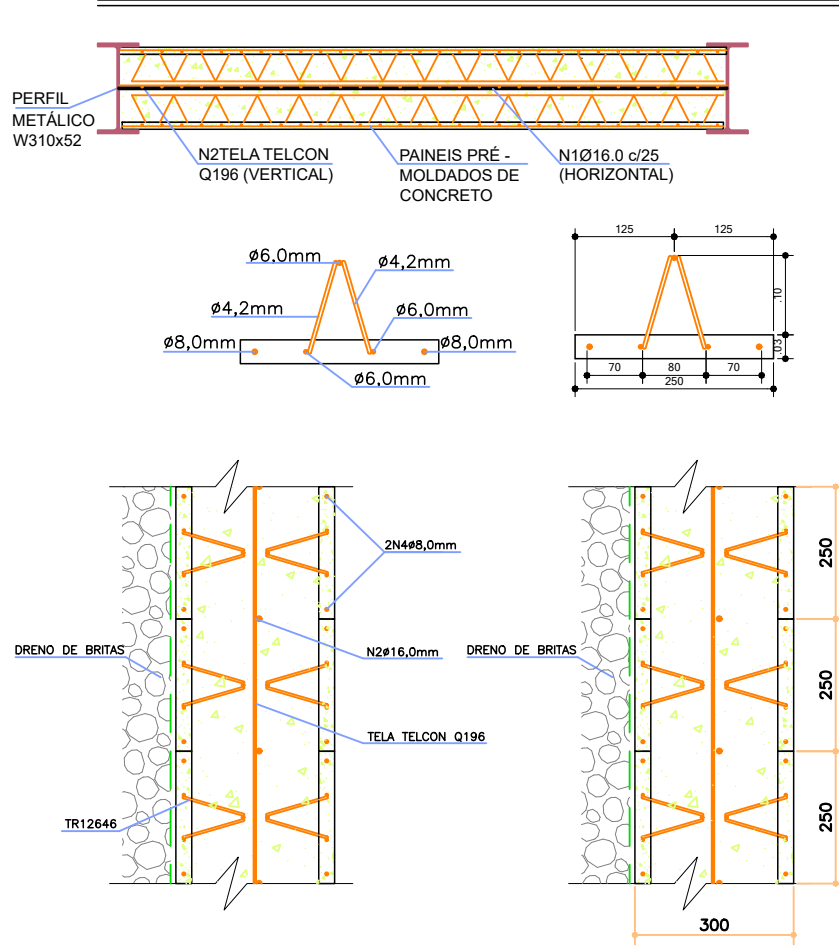 PERFIL
METÁLICO
W310x52
N2TELA TELCON
Q196 (VERTICAL)
PAINEIS PRÉ -
MOLDADOS DE
CONCRETO
N1Ø16.0 c/25
(HORIZONTAL)
ø6,0mm
ø4,2mm
ø4,2mm
ø6,0mm
ø8,0mm
ø8,0mm
ø6,0mm
125
125
.10
.03
70
80
70
250
2N4ø8,0mm
DRENO DE BRITAS
N2ø16,0mm
TELA TELCON Q196
TR12646
DRENO DE BRITAS
250
250
250
300